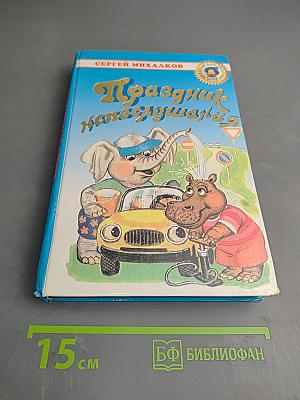 СЕРГЕЙ МИХАЛКОВ
Праздник
непослушания
15 см
БФ БИБЛИОФАН